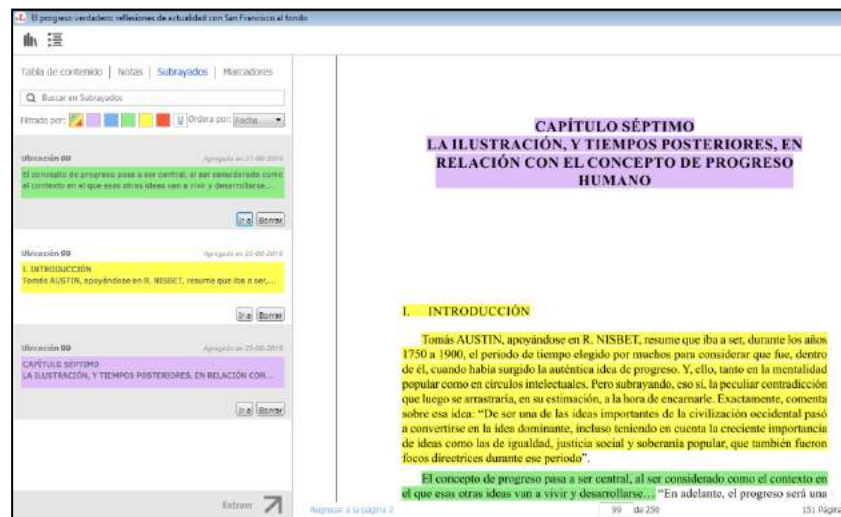 El progreso verdadero: reflexiones de actualidad con San Francisco al fondo
Tabla de contenido | Notas | Subrayados | Marcadores
Buscar en Subrayados
Filtrado por: U Ordena por: Fecha
Ubicación 99
El concepto de progreso pasa a ser central, al ser considerado como
el contexto en el que esas otras ideas van a vivir y desarrollarse...
Ir a Borrar
Ubicación 99
I. INTRODUCCIÓN
Tomás AUSTIN, apoyándose en R. NISBET, resume que iba a ser,...
Ir a Borrar
Ubicación 99
CAPÍTULO SÉPTIMO
LA ILUSTRACIÓN, Y TIEMPOS POSTERIORES, EN RELACIÓN CON...
Ir a Borrar
Extraer
CAPÍTULO SÉPTIMO
LA ILUSTRACIÓN, Y TIEMPOS POSTERIORES, EN
RELACIÓN CON EL CONCEPTO DE PROGRESO
HUMANO
I. INTRODUCCIÓN
Tomás AUSTIN, apoyándose en R. NISBET, resume que iba a ser, durante los años
1750 a 1900, el periodo de tiempo elegido por muchos para considerar que fue, dentro
de él, cuando había surgido la auténtica idea de progreso. Y, ello, tanto en la mentalidad
popular como en círculos intelectuales. Pero subrayando, eso sí, la peculiar contradicción
que luego se arrastraría, en su estimación, a la hora de encarnarle. Exactamente, comenta
sobre esa idea: “De ser una de las ideas importantes de la civilización occidental pasó
a convertirse en la idea dominante, incluso teniendo en cuenta la creciente importancia
de ideas como las de igualdad, justicia social y soberanía popular, que también fueron
focos directrices durante ese periodo”.
El concepto de progreso pasa a ser central, al ser considerado como el contexto en
el que esas otras ideas van a vivir y desarrollarse... “En adelante, el progreso será una
Regresar a la página 2
99 de 250
151 Página